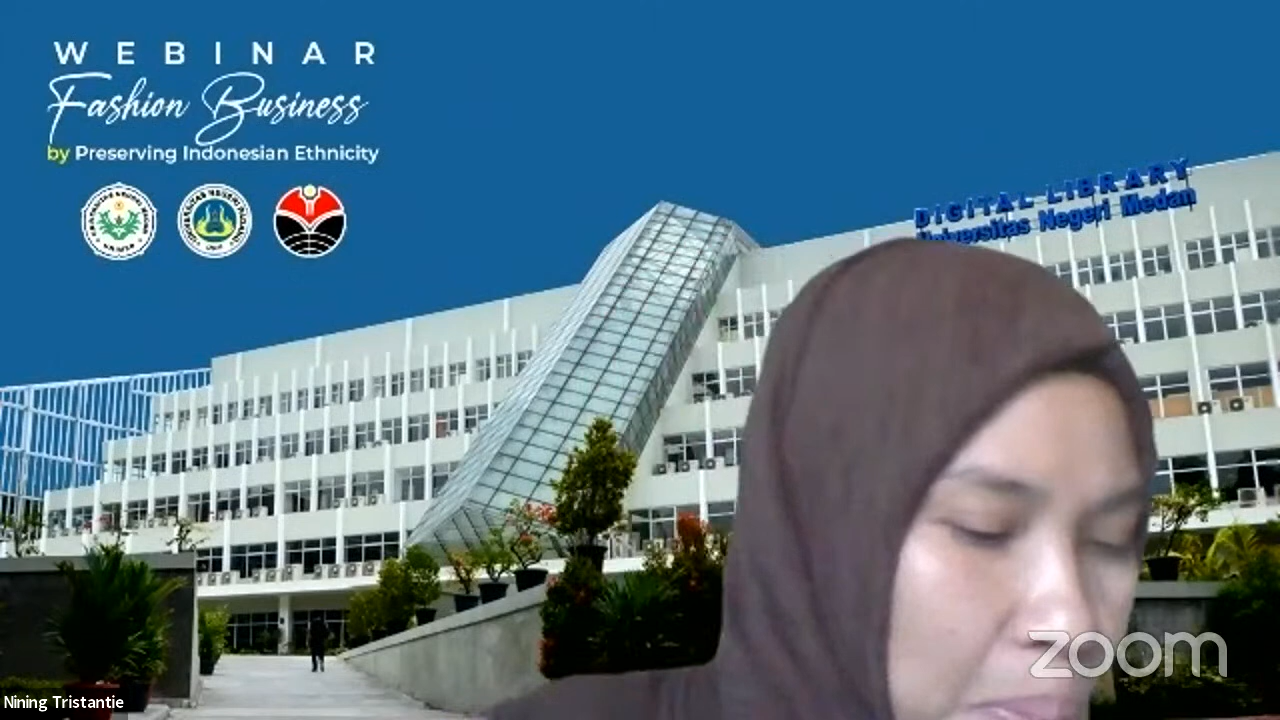 WEBINAR
Fashion Business
by Preserving Indonesian Ethnicity
DIGITAL LIBRARY
Universitas Negeri Medan
zoom
Nining Tristantie